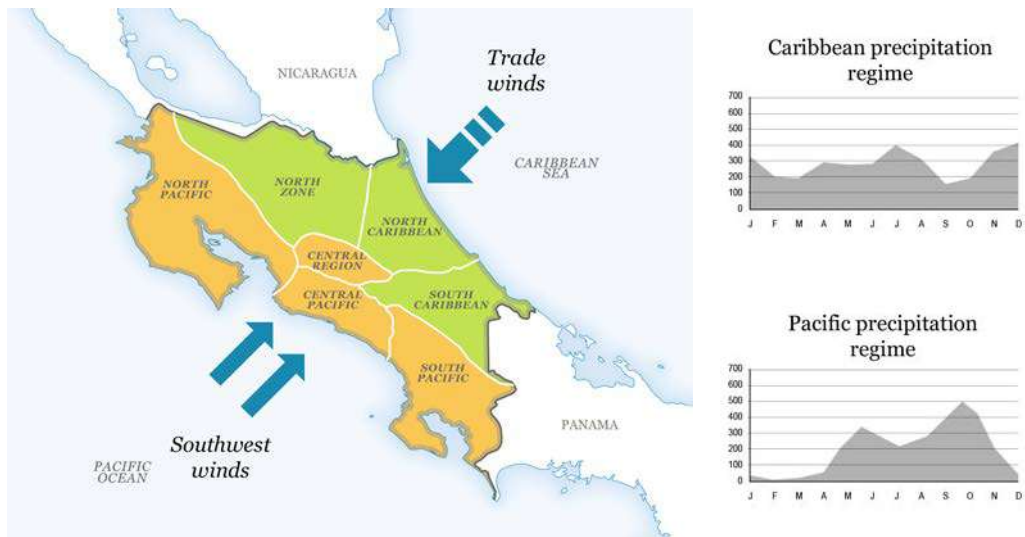 NICARAGUA
Trade
winds
CARIBBEAN
SEA
NORTH
PACIFIC
NORTH
ZONE
NORTH
CARIBBEAN
CENTRAL
REGION
CENTRAL
PACIFIC
SOUTH
CARIBBEAN
SOUTH
PACIFIC
PANAMA
Southwest
winds
PACIFIC
OCEAN
Caribbean precipitation
regime
700
600
500
400
300
200
100
0
J F M A M J J A S O N D
Pacific precipitation
regime
700
600
500
400
300
200
100
0
J F M A M J J A S O N D